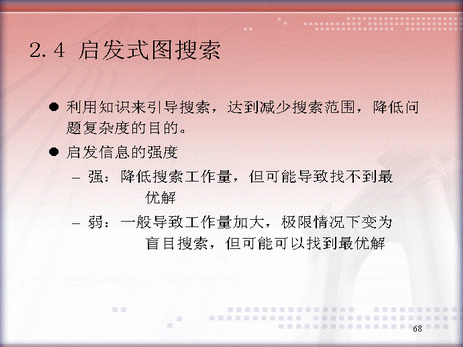 2.4 启发式图搜索
● 利用知识来引导搜索，达到减少搜索范围，降低问
题复杂度的目的。
● 启发信息的强度
– 强：降低搜索工作量，但可能导致找不到最
优解
– 弱：一般导致工作量加大，极限情况下变为
盲目搜索，但可能可以找到最优解
68